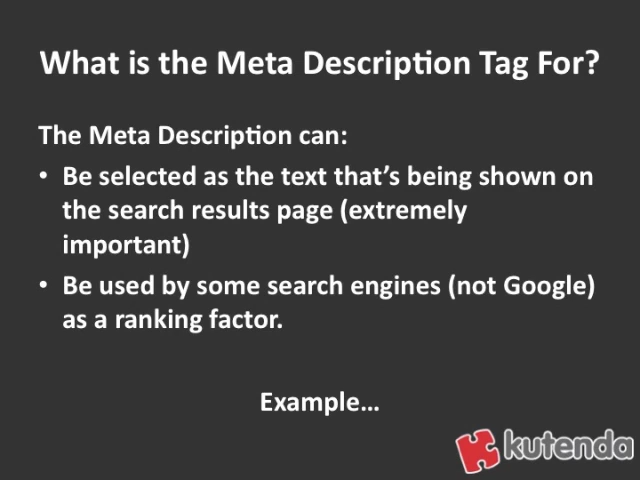 What is the Meta Description Tag For?
The Meta Description can:
• Be selected as the text that’s being shown on
the search results page (extremely
important)
• Be used by some search engines (not Google)
as a ranking factor.
Example…
kutenda